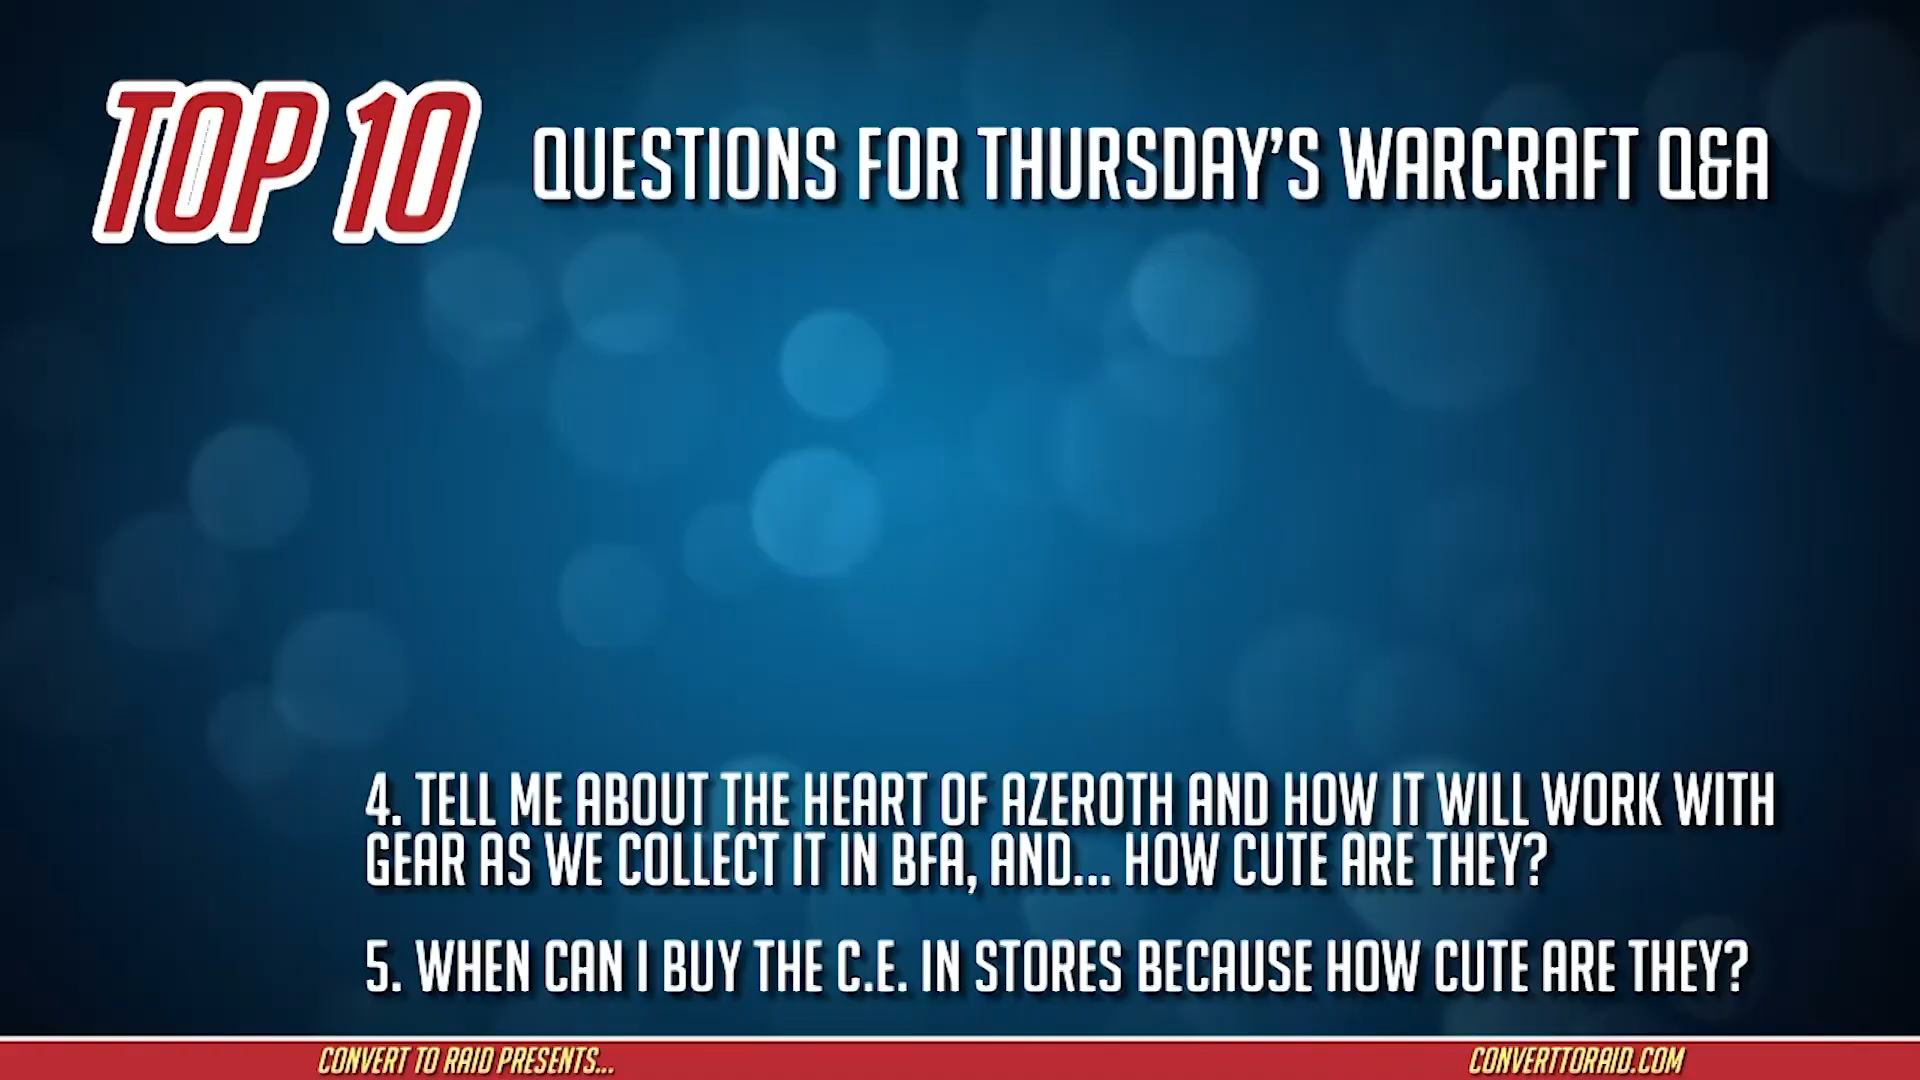 TOP 10
QUESTIONS FOR THURSDAY'S WARCRAFT Q&A
4. TELL ME ABOUT THE HEART OF AZEROTH AND HOW IT WILL WORK WITH
GEAR AS WE COLLECT IT IN BFA, AND... HOW CUTE ARE THEY?
5. WHEN CAN I BUY THE C.E. IN STORES BECAUSE HOW CUTE ARE THEY?
CONVERT TO RAID PRESENTS...
CONVERTTORAID.COM